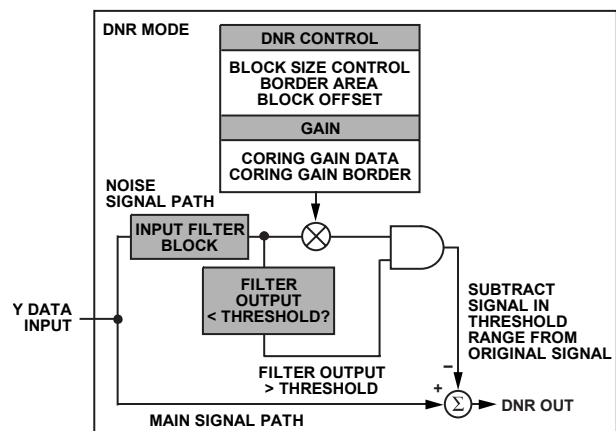 DNR MODE
DNR CONTROL
BLOCK SIZE CONTROL
BORDER AREA
BLOCK OFFSET
GAIN
CORING GAIN DATA
CORING GAIN BORDER
NOISE
SIGNAL PATH
INPUT FILTER
BLOCK
FILTER
OUTPUT
< THRESHOLD?
Y DATA
INPUT
FILTER OUTPUT
> THRESHOLD
SUBTRACT
SIGNAL IN
THRESHOLD
RANGE FROM
ORIGINAL SIGNAL
–
+
Σ
DNR OUT
MAIN SIGNAL PATH